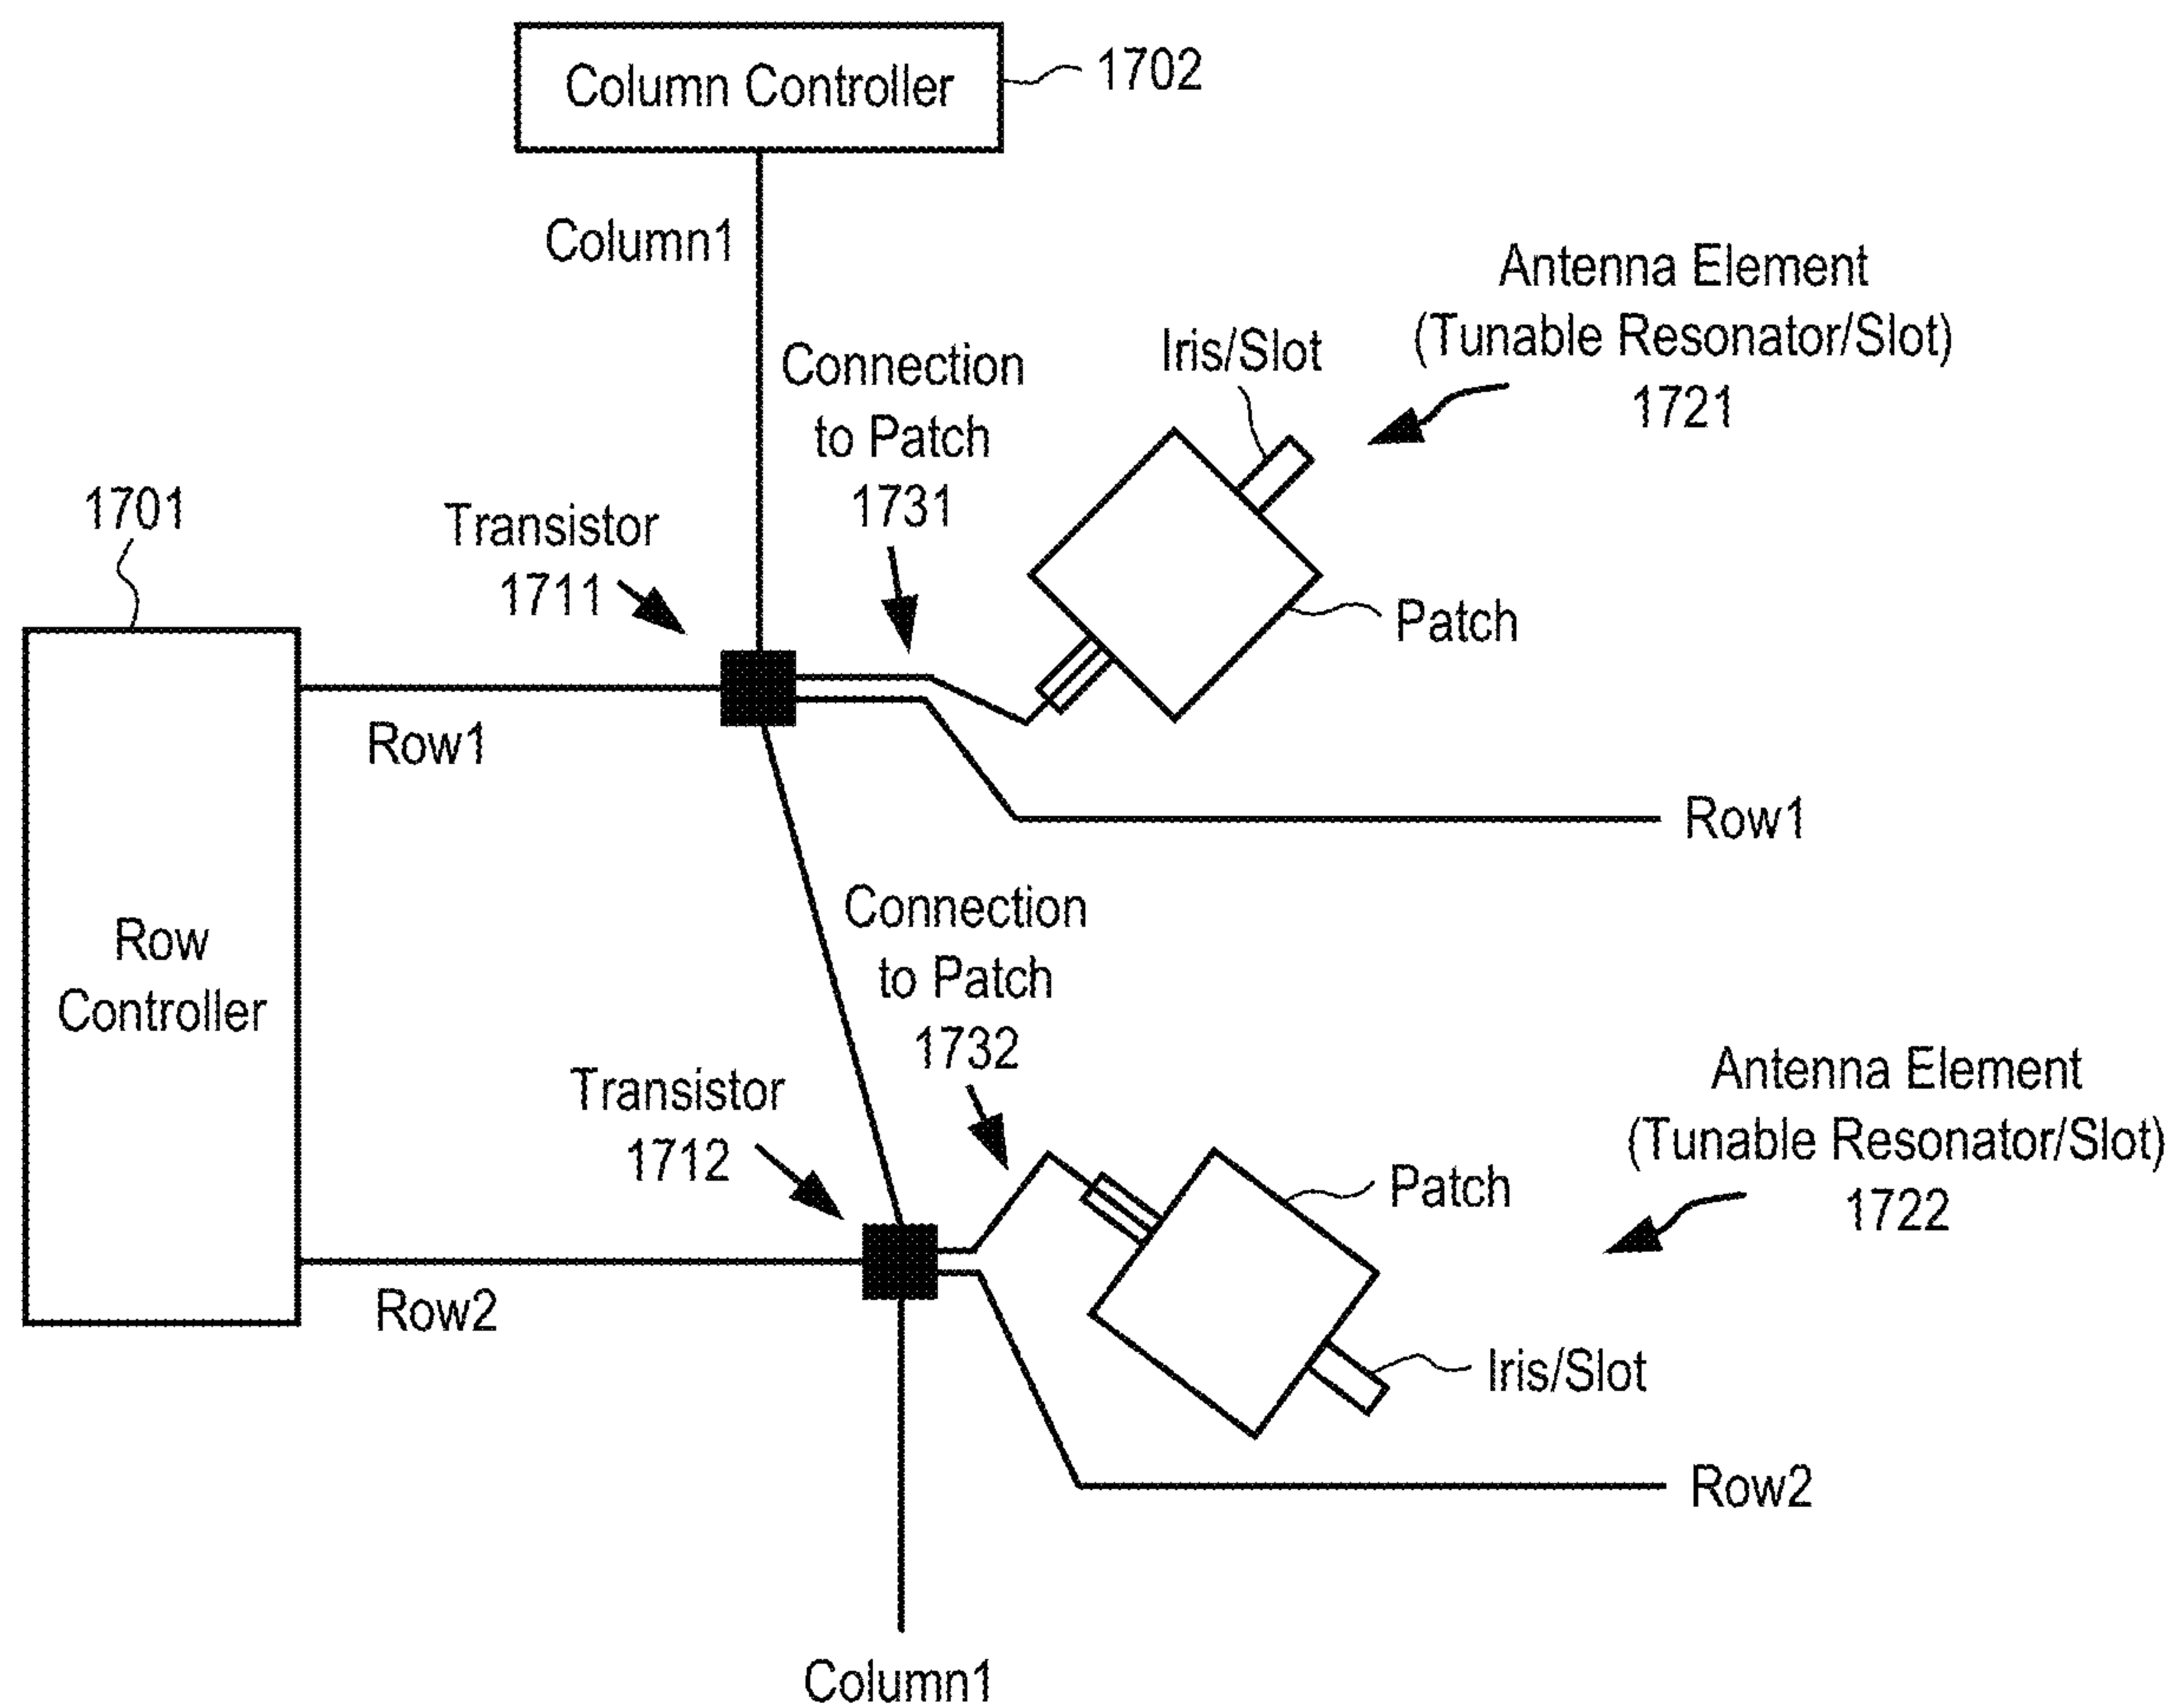 Column Controller
1702
Column1
Antenna Element
(Tunable Resonator/Slot)
1721
Iris/Slot
Connection
to Patch
1731
Patch
1701
Transistor
1711
Row1
Row1
Row
Controller
Connection
to Patch
1732
Transistor
1712
Antenna Element
(Tunable Resonator/Slot)
1722
Patch
Iris/Slot
Row2
Row2
Column1